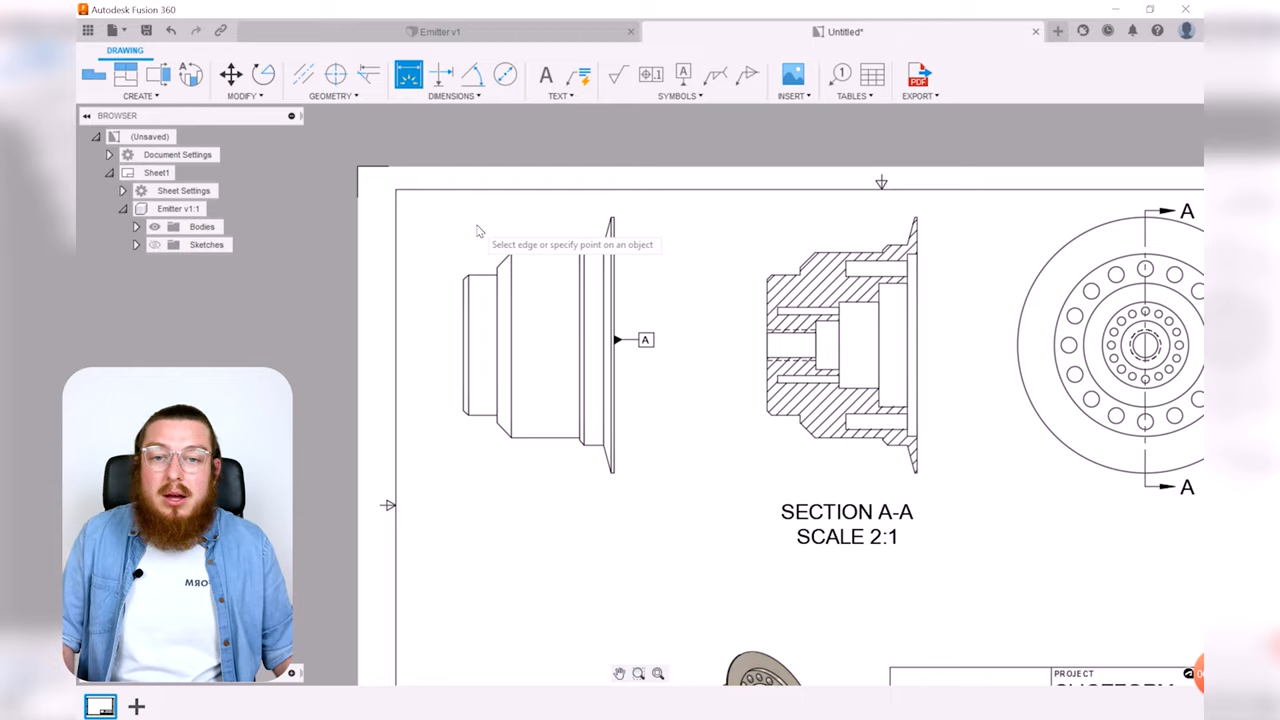 Autodesk Fusion 360
Emitter v1
Untitled*
DRAWING
CREATE
MODIFY
GEOMETRY
DIMENSIONS
TEXT
SYMBOLS
INSERT
TABLES
EXPORT
BROWSER
(Unsaved)
Document Settings
Sheet1
Sheet Settings
Emitter v1:1
Bodies
Sketches
Select edge or specify point on an object
A
A
A
SECTION A-A
SCALE 2:1
PROJECT